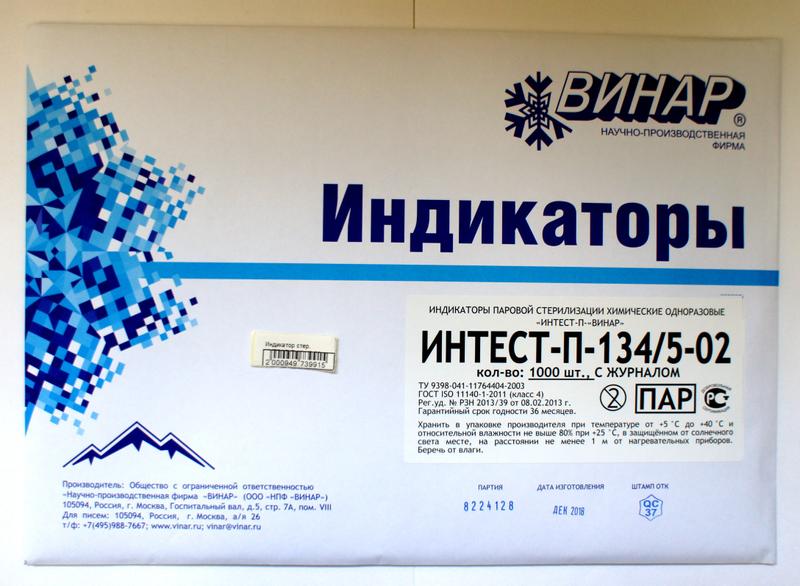 ВИНАР®
НАУЧНО-ПРОИЗВОДСТВЕННАЯ
ФИРМА
Индикаторы
ИНДИКАТОРЫ ПАРОВОЙ СТЕРИЛИЗАЦИИ ХИМИЧЕСКИЕ ОДНОРАЗОВЫЕ
«ИНТЕСТ-П-«ВИНАР»
ИНТЕСТ-П-134/5-02
кол-во: 1000 шт., С ЖУРНАЛОМ
ТУ 9398-041-11764404-2003
ГОСТ ISO 11140-1-2011 (класс 4)
Рег.уд. № РЗН 2013/39 от 08.02.2013 г.
Гарантийный срок годности 36 месяцев.
2
ПАР
Хранить в упаковке производителя при температуре от +5 °С до +40 °С и
относительной влажности не выше 80% при +25 °С, в защищённом от солнечного
света месте, на расстоянии не менее 1 м от нагревательных приборов.
Беречь от влаги.
Индикатор стер.
2 000949 739915
Производитель: Общество с ограниченной ответственностью
«Научно-производственная фирма «ВИНАР» (ООО «НПФ «ВИНАР»)
105094, Россия, г. Москва, Госпитальный вал, д.5, стр. 7А, пом. VIII
Для писем: 105094, Россия, г. Москва, а/я 26
т/ф: +7(495)988-7667; www.vinar.ru; vinar@vinar.ru
ПАРТИЯ
8224128
ДАТА ИЗГОТОВЛЕНИЯ
ДЕК 2018
ШТАМП ОТК
QC
37